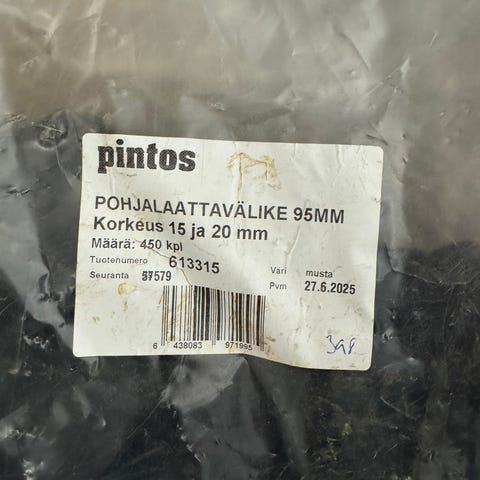 pintos
POHJALAATTAVÄLIKE 95MM
Korkeus 15 ja 20 mm
Määrä: 450 kpl
Tuotenumero 613315
Seuranta 57579
Väri musta
Pvm 27.6.2025
6 438083 971995